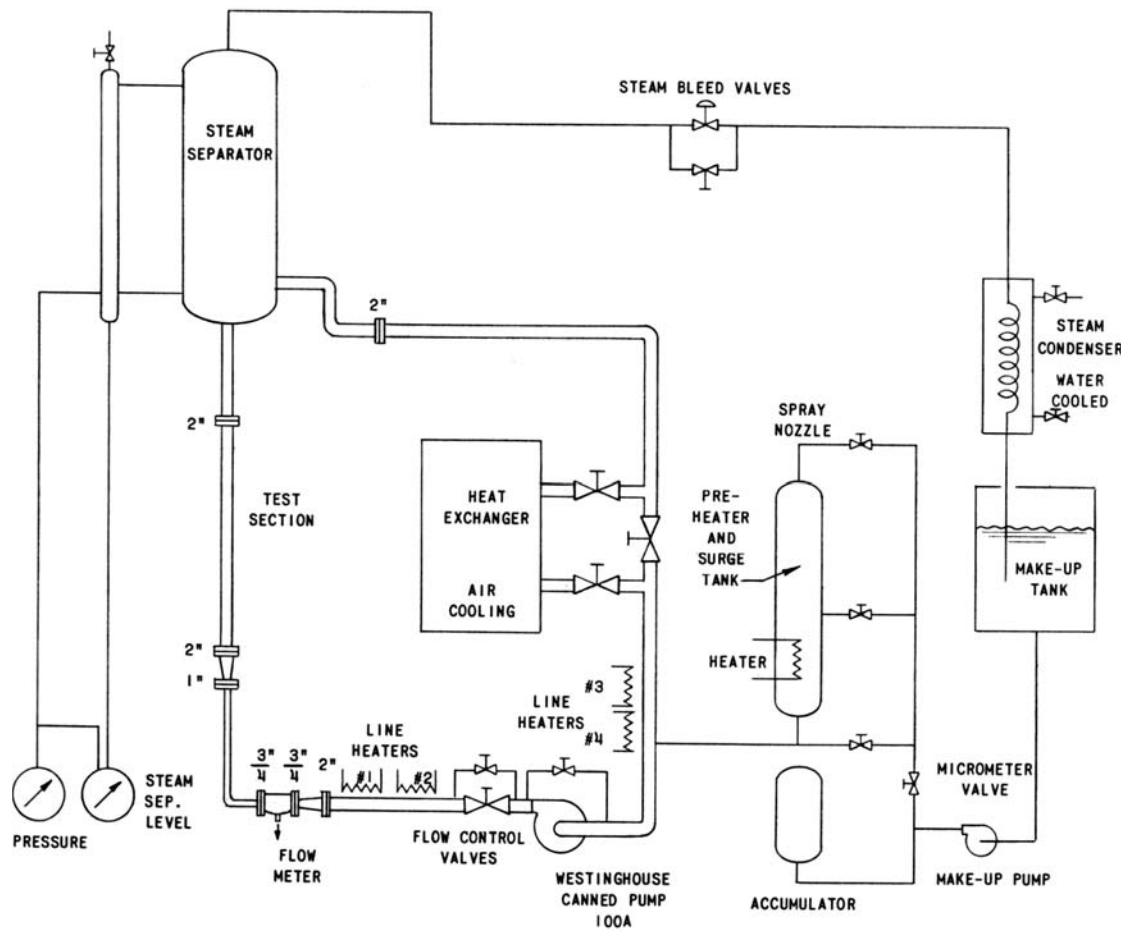 STEAM BLEED VALVES
STEAM
SEPARATOR
2"
STEAM
CONDENSER
WATER
COOLED
2"
SPRAY
NOZZLE
TEST
SECTION
HEAT
EXCHANGER
AIR
COOLING
PRE-
HEATER
AND
SURGE
TANK
MAKE-UP
TANK
HEATER
2"
1"
#3
LINE
HEATERS
#4
LINE
HEATERS
3"
4
3"
4
2"
#1
#2
STEAM
SEP.
LEVEL
PRESSURE
FLOW
METER
FLOW CONTROL
VALVES
MICROMETER
VALVE
WESTINGHOUSE
CANNED PUMP
100A
ACCUMULATOR
MAKE-UP PUMP